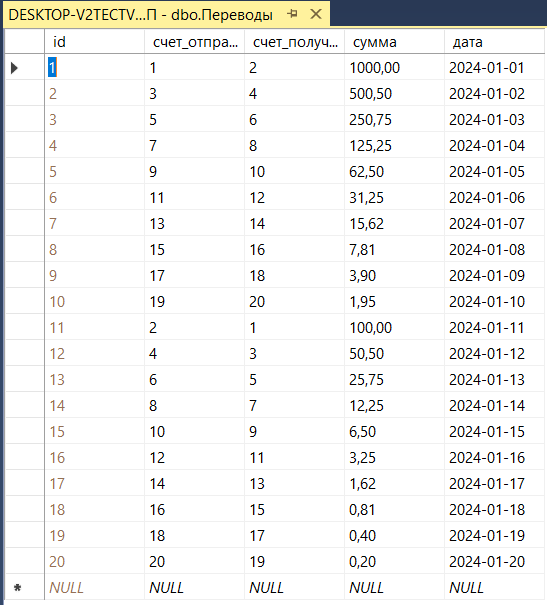 DESKTOP-V2TECTV...П - dbo.Переводы
id счет_отпра... счет_получ... сумма дата
1 1 2 1000,00 2024-01-01
2 3 4 500,50 2024-01-02
3 5 6 250,75 2024-01-03
4 7 8 125,25 2024-01-04
5 9 10 62,50 2024-01-05
6 11 12 31,25 2024-01-06
7 13 14 15,62 2024-01-07
8 15 16 7,81 2024-01-08
9 17 18 3,90 2024-01-09
10 19 20 1,95 2024-01-10
11 2 1 100,00 2024-01-11
12 4 3 50,50 2024-01-12
13 6 5 25,75 2024-01-13
14 8 7 12,25 2024-01-14
15 10 9 6,50 2024-01-15
16 12 11 3,25 2024-01-16
17 14 13 1,62 2024-01-17
18 16 15 0,81 2024-01-18
19 18 17 0,40 2024-01-19
20 20 19 0,20 2024-01-20
NULL NULL NULL NULL NULL